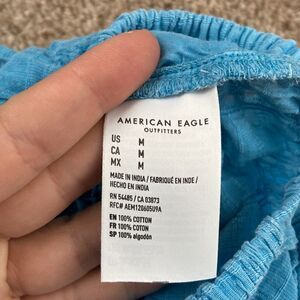 AMERICAN EAGLE
OUTFITTERS
US M
CA M
MX M
MADE IN INDIA / FABRIQUÉ EN INDE /
HECHO EN INDIA
RN 54485 / CA 03873
RFC# AEM120605U9A
EN 100% COTTON
FR 100% COTON
SP 100% algodón